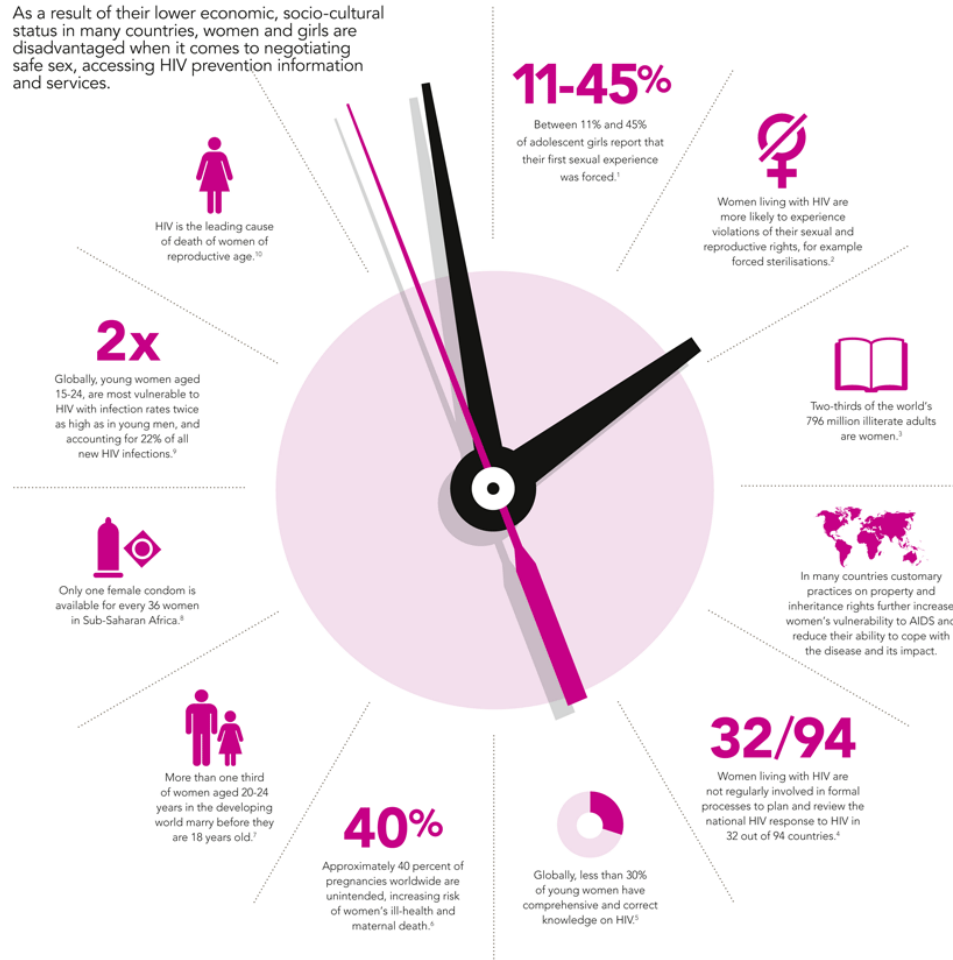 As a result of their lower economic, socio-cultural
status in many countries, women and girls are
disadvantaged when it comes to negotiating
safe sex, accessing HIV prevention information
and services.
11-45%
Between 11% and 45%
of adolescent girls report that
their first sexual experience
was forced.¹
Women living with HIV are
more likely to experience
violations of their sexual and
reproductive rights, for example
forced sterilisations.²
Two-thirds of the world's
796 million illiterate adults
are women.³
In many countries customary
practices on property and
inheritance rights further increase
women's vulnerability to AIDS and
reduce their ability to cope with
the disease and its impact.
32/94
Women living with HIV are
not regularly involved in formal
processes to plan and review the
national HIV response to HIV in
32 out of 94 countries.⁴
Globally, less than 30%
of young women have
comprehensive and correct
knowledge on HIV.⁵
40%
Approximately 40 percent of
pregnancies worldwide are
unintended, increasing risk
of women's ill-health and
maternal death.⁶
More than one third
of women aged 20-24
years in the developing
world marry before they
are 18 years old.⁷
Only one female condom is
available for every 36 women
in Sub-Saharan Africa.⁸
2x
Globally, young women aged
15-24, are most vulnerable to
HIV with infection rates twice
as high as in young men, and
accounting for 22% of all
new HIV infections.⁹
HIV is the leading cause
of death of women of
reproductive age.¹⁰